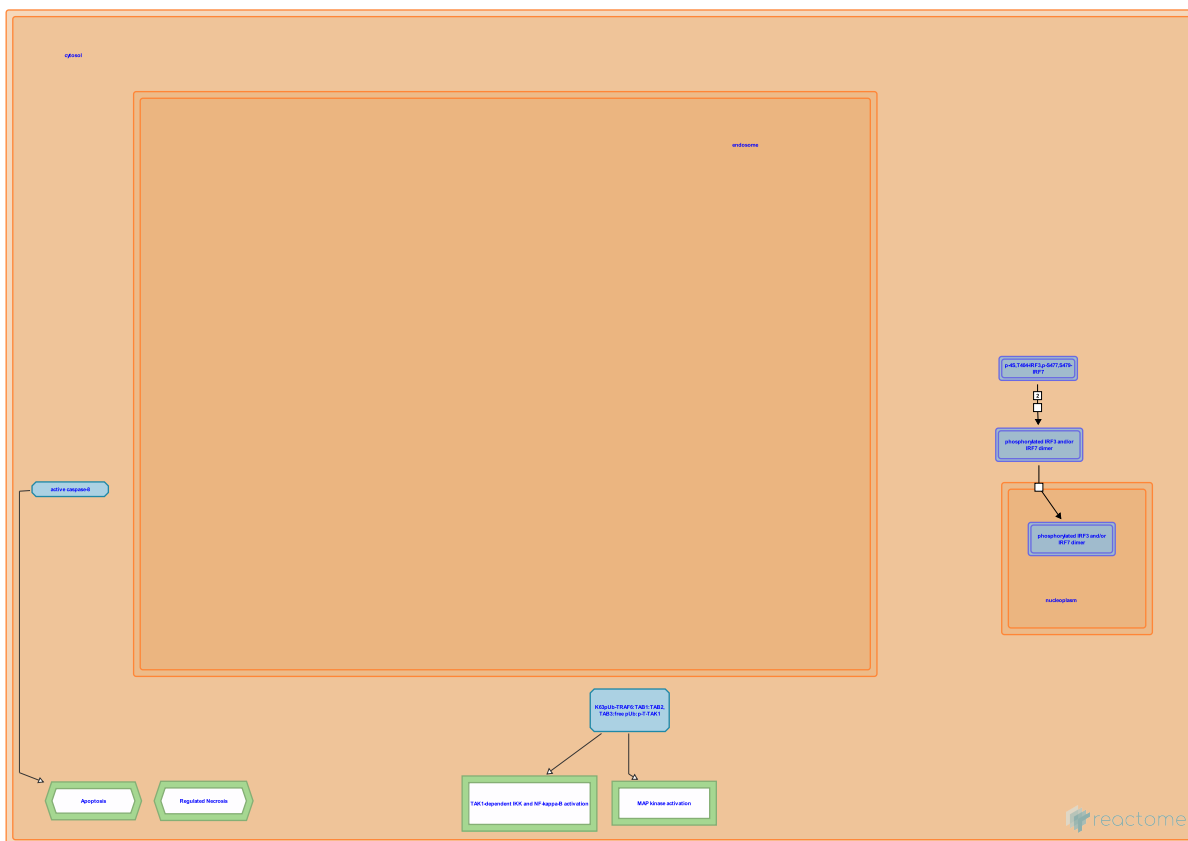 cytosol
endosome
p-4S,T404-IRF3,p-S477,S479-
IRF7
2
phosphorylated IRF3 and/or
IRF7 dimer
active caspase-8
phosphorylated IRF3 and/or
IRF7 dimer
nucleoplasm
K63pUb-TRAF6:TAB1:TAB2,
TAB3:free pUb:p-T-TAK1
Apoptosis
Regulated Necrosis
TAK1-dependent IKK and NF-kappa-B activation
MAP kinase activation
reactome